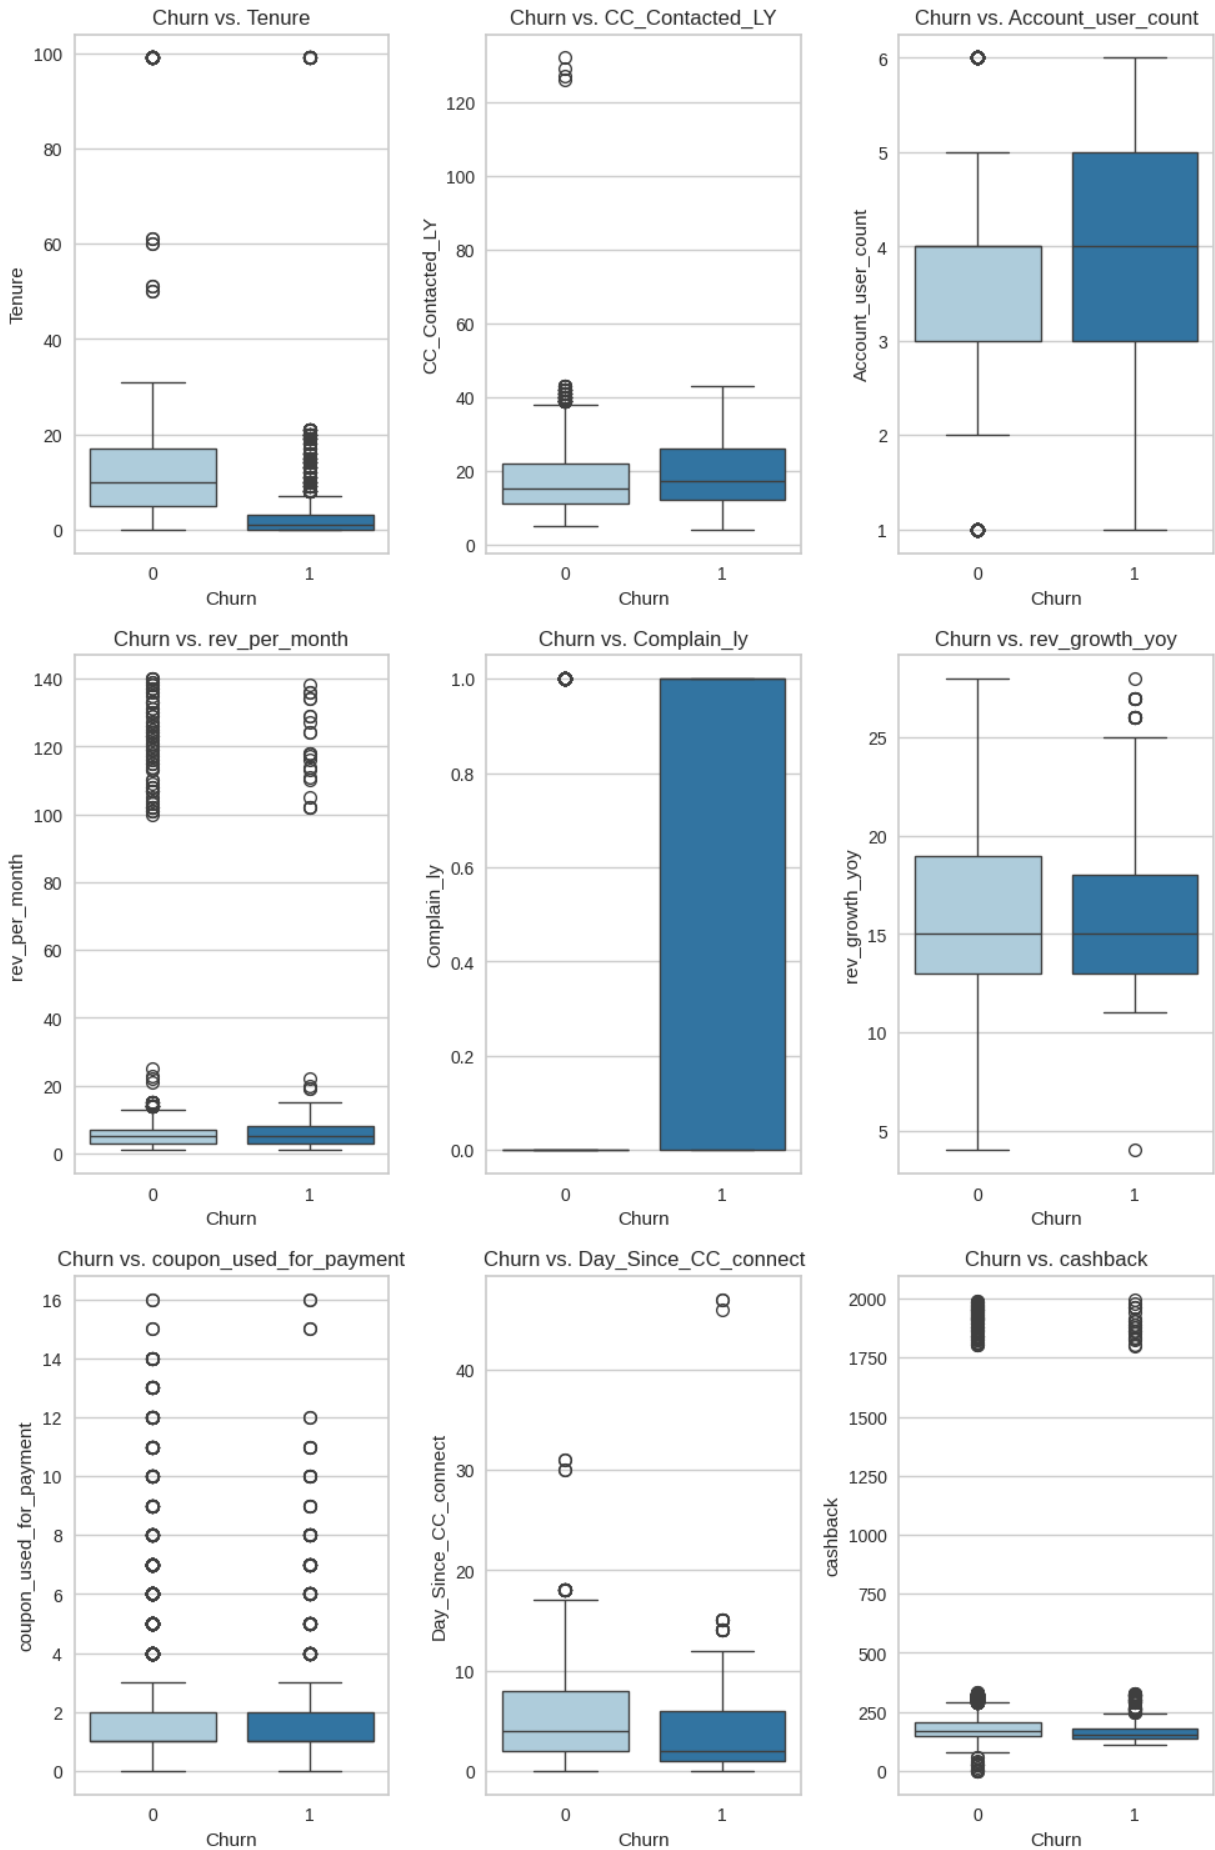 Churn vs. Tenure
Churn vs. CC_Contacted_LY
Churn vs. Account_user_count
Tenure
100
80
60
40
20
0
0 1
Churn
CC_Contacted_LY
120
100
80
60
40
20
0
0 1
Churn
Account_user_count
6
5
4
3
2
1
0 1
Churn
Churn vs. rev_per_month
Churn vs. Complain_ly
Churn vs. rev_growth_yoy
rev_per_month
140
120
100
80
60
40
20
0
0 1
Churn
Complain_ly
1.0
0.8
0.6
0.4
0.2
0.0
0 1
Churn
rev_growth_yoy
25
20
15
10
5
0 1
Churn
Churn vs. coupon_used_for_payment
Churn vs. Day_Since_CC_connect
Churn vs. cashback
coupon_used_for_payment
16
14
12
10
8
6
4
2
0
0 1
Churn
Day_Since_CC_connect
40
30
20
10
0
0 1
Churn
cashback
2000
1750
1500
1250
1000
750
500
250
0
0 1
Churn